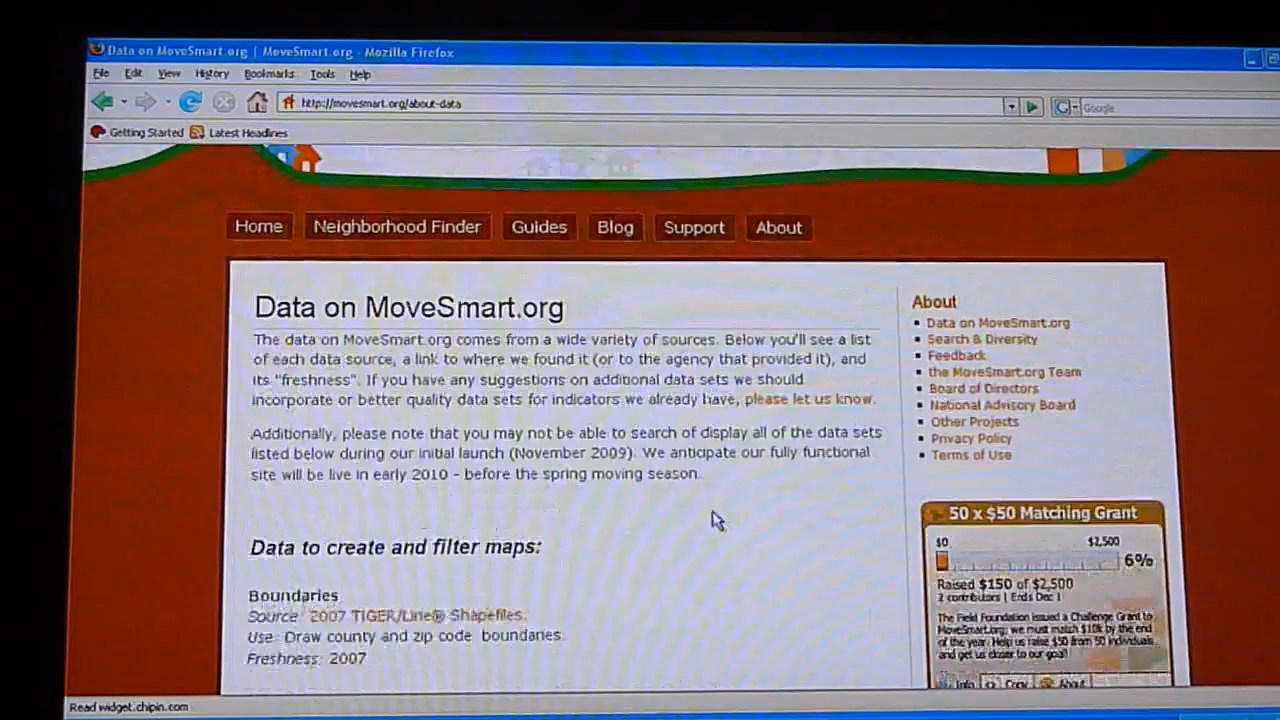 Data on MoveSmart.org | MoveSmart.org - Mozilla Firefox
File Edit View History Bookmarks Tools Help
http://movesmart.org/about-data
Google
Getting Started Latest Headlines
Home Neighborhood Finder Guides Blog Support About
Data on MoveSmart.org
The data on MoveSmart.org comes from a wide variety of sources. Below you'll see a list
of each data source, a link to where we found it (or to the agency that provided it), and
its "freshness". If you have any suggestions on additional data sets we should
incorporate or better quality data sets for indicators we already have, please let us know.
Additionally, please note that you may not be able to search of display all of the data sets
listed below during our initial launch (November 2009). We anticipate our fully functional
site will be live in early 2010 - before the spring moving season.
Data to create and filter maps:
Boundaries
Source: 2007 TIGER/Line® Shapefiles.
Use: Draw county and zip code boundaries.
Freshness: 2007
About
Data on MoveSmart.org
Search & Diversity
Feedback
the MoveSmart.org Team
Board of Directors
National Advisory Board
Other Projects
Privacy Policy
Terms of Use
50 x $50 Matching Grant
$0 $2,500
6%
Raised $150 of $2,500
2 contributors | Ends Dec 1
The Field Foundation issued a Challenge Grant to
MoveSmart.org; we must match $10k by the end
of the year. Help us raise $50 from 50 individuals
and get us closer to our goal!
Info Copy About
Read widget.chipin.com